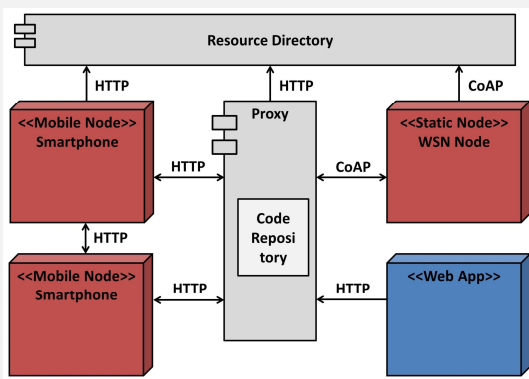 Resource Directory
HTTP
HTTP
CoAP
<<Mobile Node>>
Smartphone
Proxy
<<Static Node>>
WSN Node
HTTP
CoAP
Code
Reposi
tory
HTTP
<<Mobile Node>>
Smartphone
<<Web App>>
HTTP
HTTP